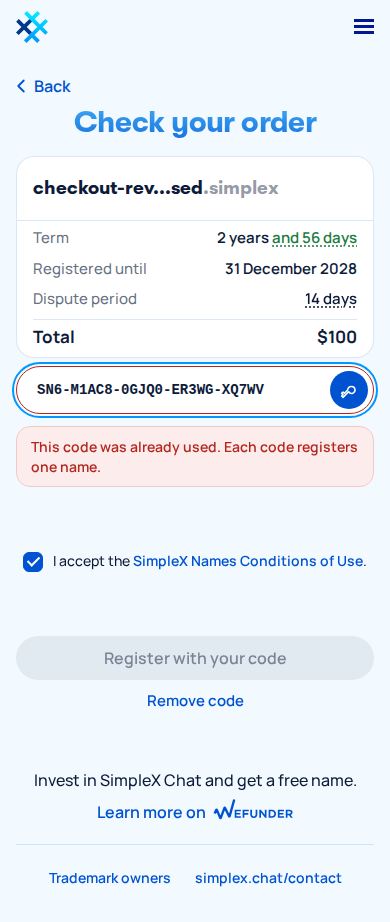 Back
Check your order
checkout-rev...sed.simplex
Term 2 years and 56 days
Registered until 31 December 2028
Dispute period 14 days
Total $100
SN6-M1AC8-0GJQ0-ER3WG-XQ7WV
This code was already used. Each code registers
one name.
I accept the SimpleX Names Conditions of Use.
Register with your code
Remove code
Invest in SimpleX Chat and get a free name.
Learn more on WEFUNDER
Trademark owners simplex.chat/contact